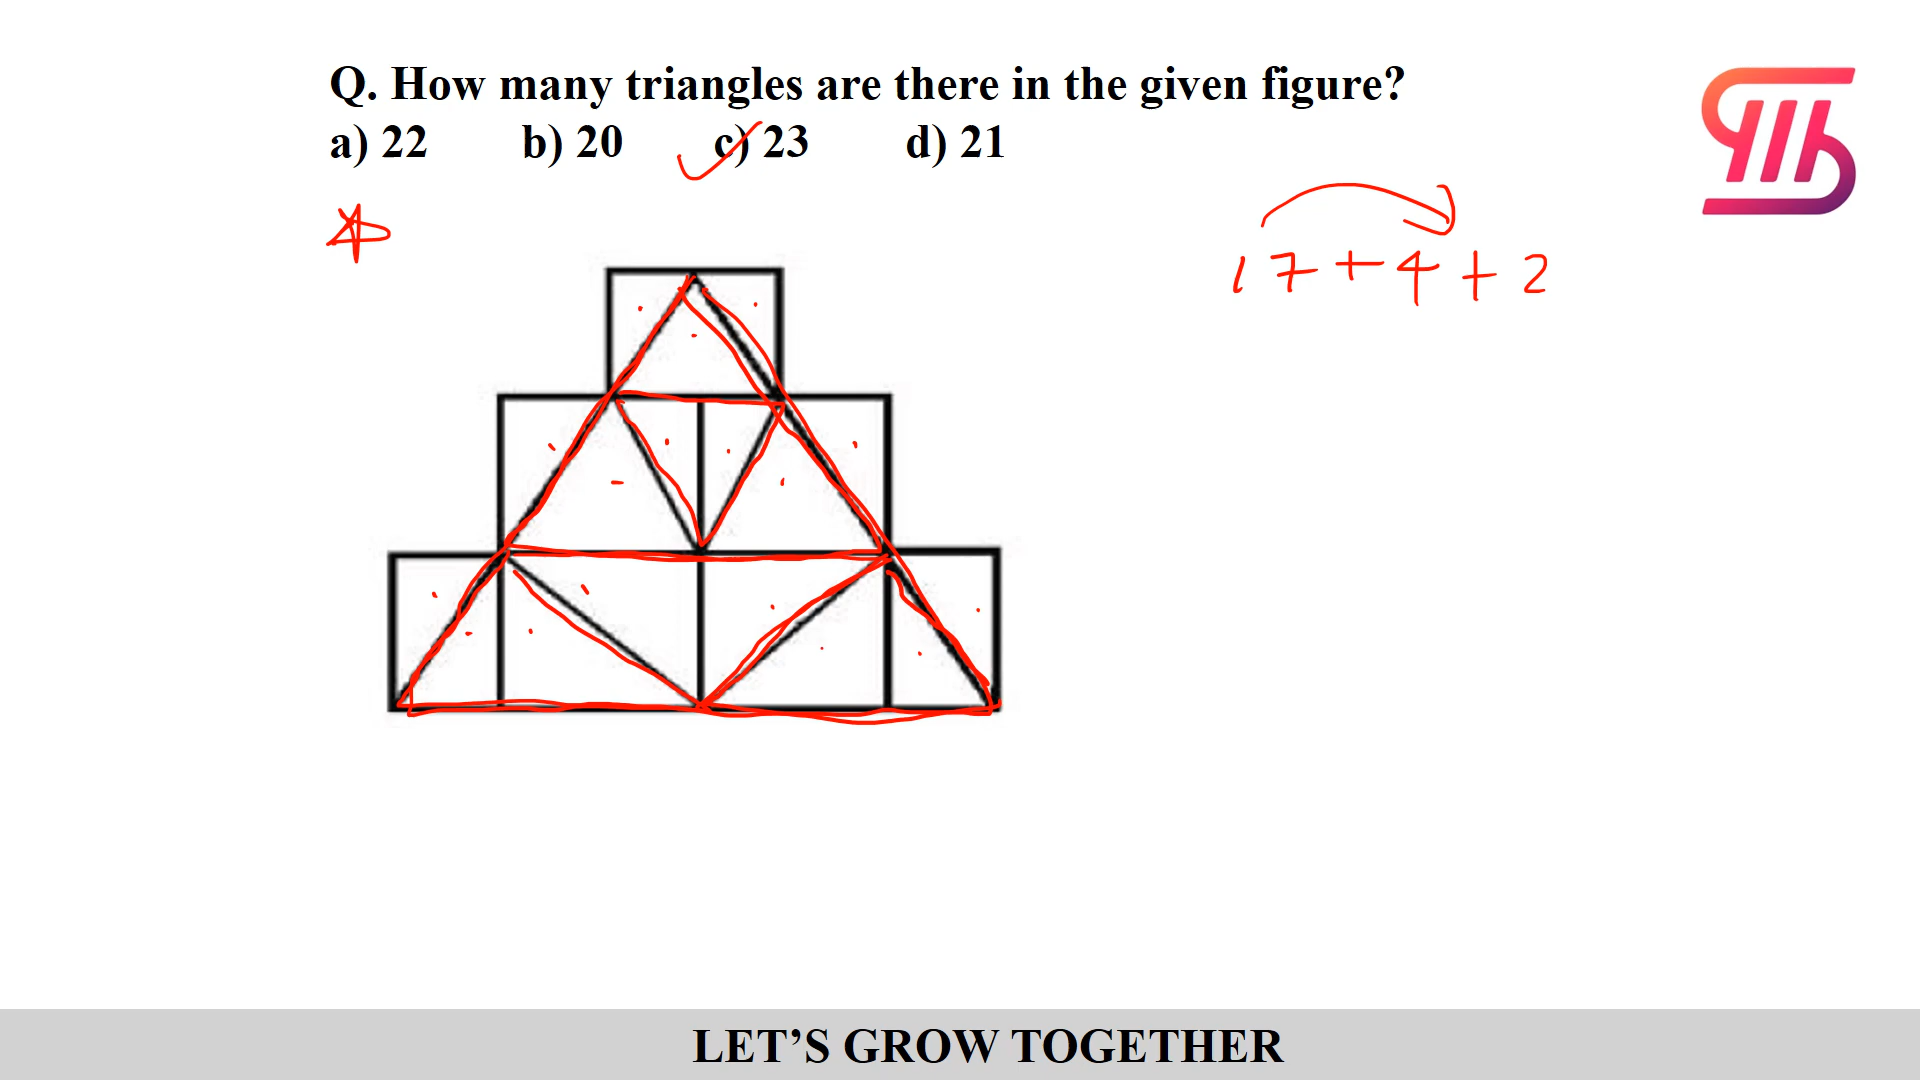 Q. How many triangles are there in the given figure?
a) 22 b) 20 c) 23 d) 21
17+4+2
LET’S GROW TOGETHER